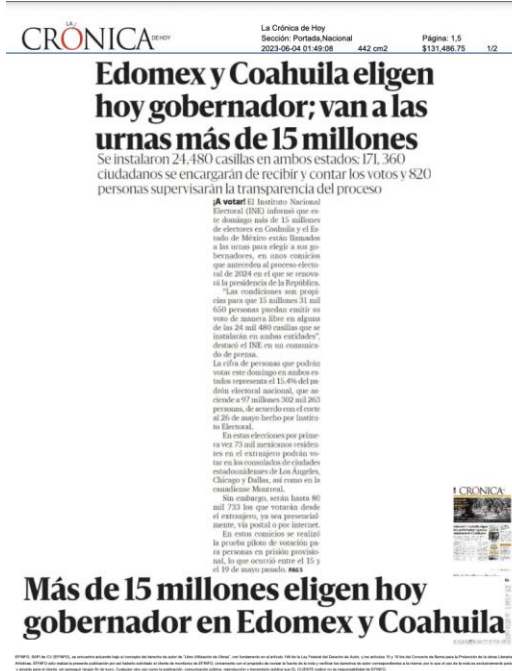 LA
CRÓNICA DE HOY
La Crónica de Hoy
Sección: Portada,Nacional
2023-06-04 01:49:08 442 cm2 $131,486.75 1/2
Página: 1,5
Edomex y Coahuila eligen
hoy gobernador; van a las
urnas más de 15 millones
Se instalaron 24,480 casillas en ambos estados; 171, 360
ciudadanos se encargarán de recibir y contar los votos y 820
personas supervisarán la transparencia del proceso
¡A votar! El Instituto Nacional
Electoral (INE) informó que es-
te domingo más de 15 millones
de electores en Coahuila y el Es-
tado de México están llamados
a las urnas para elegir a sus go-
bernadores, en unos comicios
que anteceden al proceso electo-
ral de 2024 en el que se renova-
rá la presidencia de la República.
"Las condiciones son propi-
cias para que 15 millones 31 mil
650 personas puedan emitir su
voto de manera libre en alguna
de las 24 mil 480 casillas que se
instalarán en ambas entidades",
destacó el INE en un comunica-
do de prensa.
La cifra de personas que podrán
votar este domingo en ambos es-
tados representa el 15.4% del pa-
drón electoral nacional, que as-
ciende a 97 millones 302 mil 263
personas, de acuerdo con el corte
al 26 de mayo hecho por Institu-
to Electoral.
En estas elecciones por prime-
ra vez 73 mil mexicanos residen-
tes en el extranjero podrán vo-
tar en los consulados de ciudades
estadounidenses de Los Ángeles,
Chicago y Dallas, así como en la
canadiense Montreal.
Sin embargo, serán hasta 80
mil 733 los que votarán desde
el extranjero, ya sea presencial-
mente, vía postal o por internet.
En estos comicios se realizó
la prueba piloto de votación pa-
ra personas en prisión provisio-
nal, lo que ocurrió entre el 15 y
el 19 de mayo pasado. PAG 5
CRÓNICA
Más de 15 millones eligen hoy
gobernador en Edomex y Coahuila